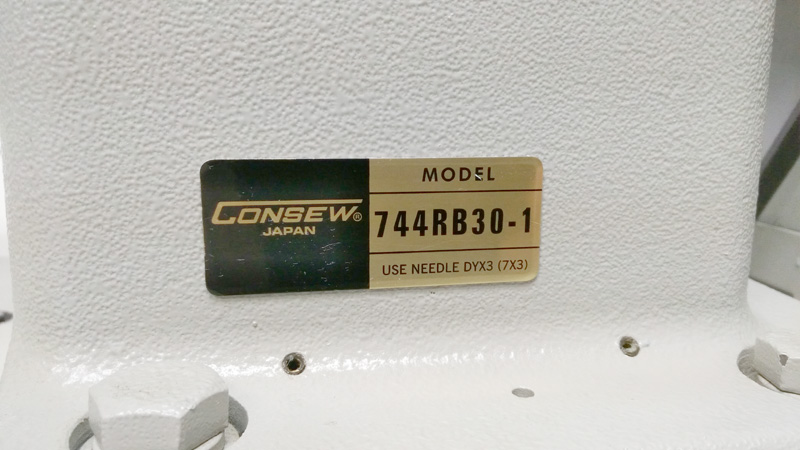 CONSEW®
JAPAN
MODEL
744RB30-1
USE NEEDLE DYX3 (7X3)